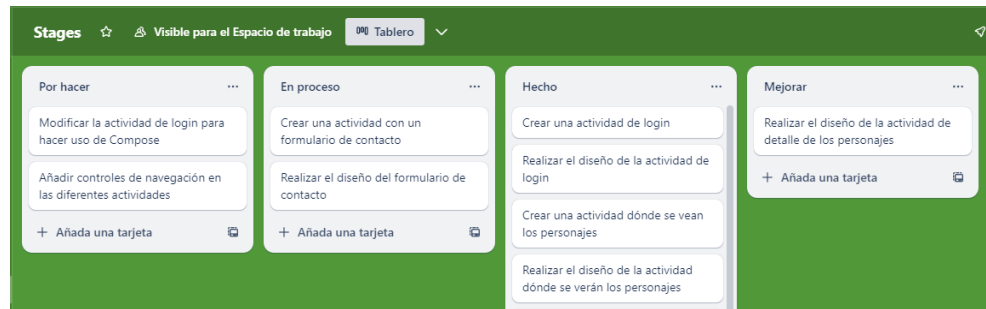 Stages
Visible para el Espacio de trabajo
Tablero
Por hacer
Modificar la actividad de login para
hacer uso de Compose
Añadir controles de navegación en
las diferentes actividades
+ Añada una tarjeta
En proceso
Crear una actividad con un
formulario de contacto
Realizar el diseño del formulario de
contacto
+ Añada una tarjeta
Hecho
Crear una actividad de login
Realizar el diseño de la actividad de
login
Crear una actividad dónde se vean
los personajes
Realizar el diseño de la actividad
dónde se verán los personajes
Mejorar
Realizar el diseño de la actividad de
detalle de los personajes
+ Añada una tarjeta